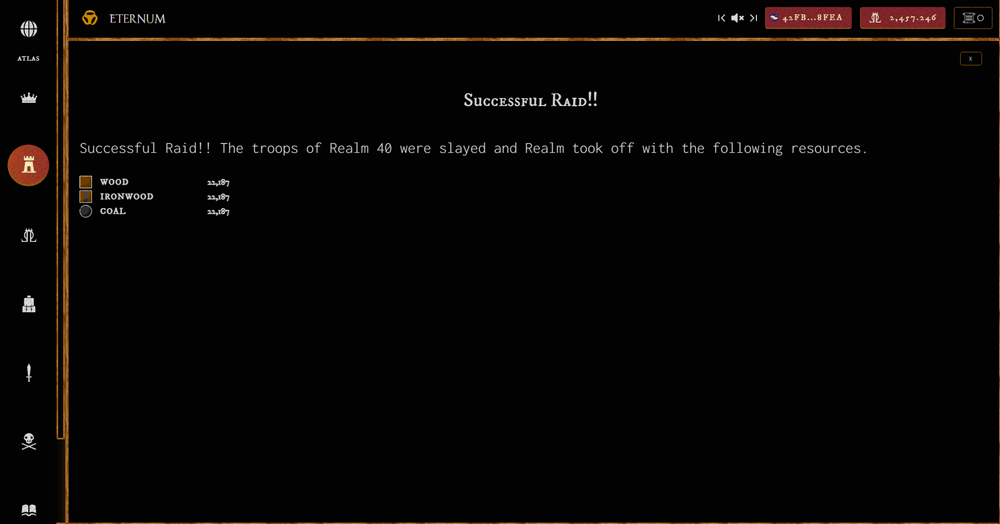 ETERNUM
42FB...8FEA
2,457.246
0
ATLAS
x
Successful Raid!!
Successful Raid!! The troops of Realm 40 were slayed and Realm took off with the following resources.
WOOD 22,187
IRONWOOD 22,187
COAL 22,187